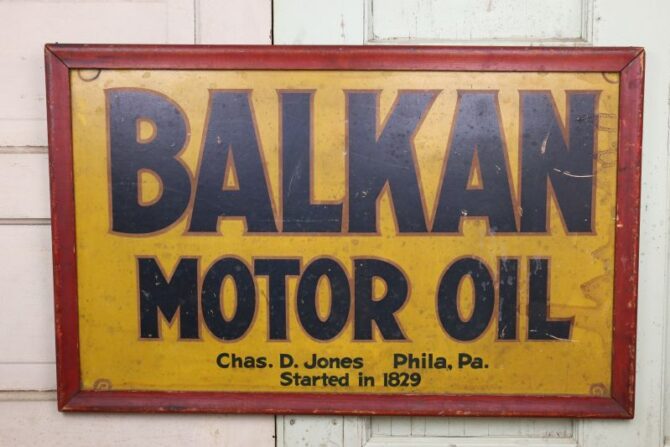 BALKAN
MOTOR OIL
Chas. D. Jones Phila, Pa.
Started in 1829